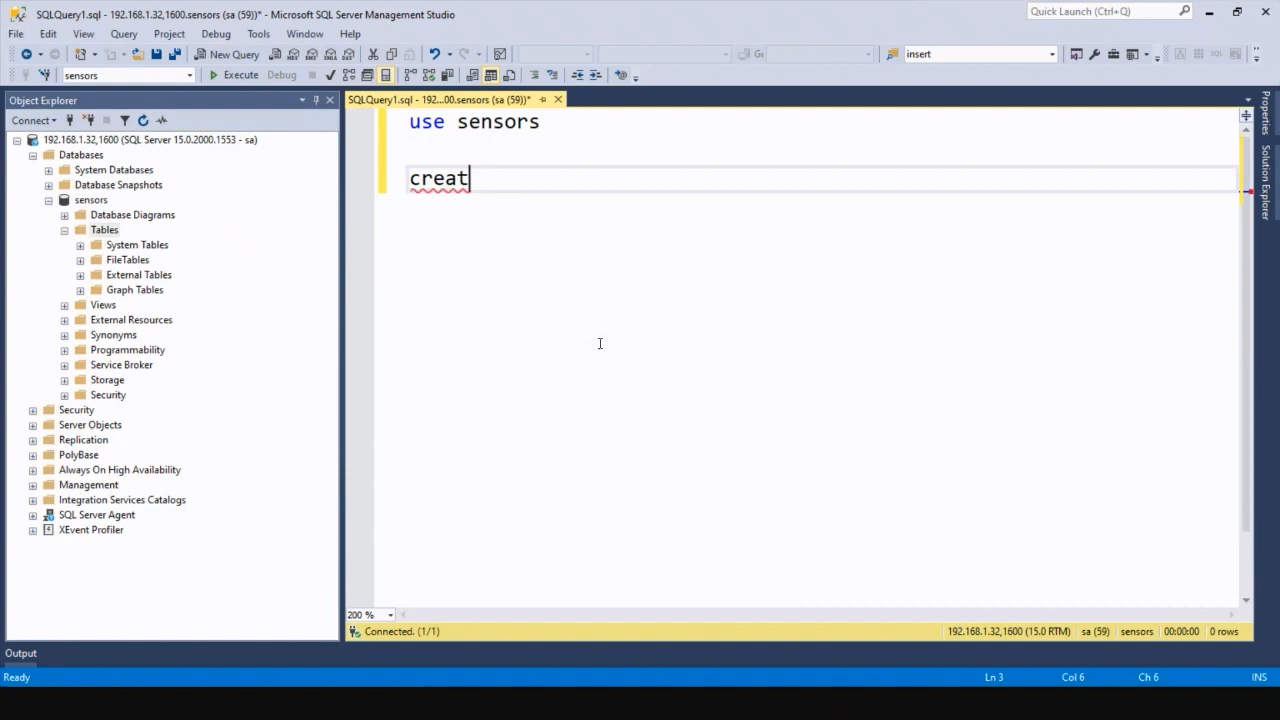 SQLQuery1.sql - 192.168.1.32,1600.sensors (sa (59))* - Microsoft SQL Server Management Studio
Quick Launch (Ctrl+Q)
File Edit View Query Project Debug Tools Window Help
New Query
insert
sensors
Execute Debug
Object Explorer
SQLQuery1.sql - 192...00.sensors (sa (59))*
Connect
192.168.1.32,1600 (SQL Server 15.0.2000.1553 - sa)
Databases
System Databases
Database Snapshots
sensors
Database Diagrams
Tables
System Tables
FileTables
External Tables
Graph Tables
Views
External Resources
Synonyms
Programmability
Service Broker
Storage
Security
Security
Server Objects
Replication
PolyBase
Always On High Availability
Management
Integration Services Catalogs
SQL Server Agent
XEvent Profiler
use sensors
creat
Properties
Solution Explorer
200 %
Connected. (1/1)
192.168.1.32,1600 (15.0 RTM) sa (59) sensors 00:00:00 0 rows
Output
Ready
Ln 3 Col 6 Ch 6 INS